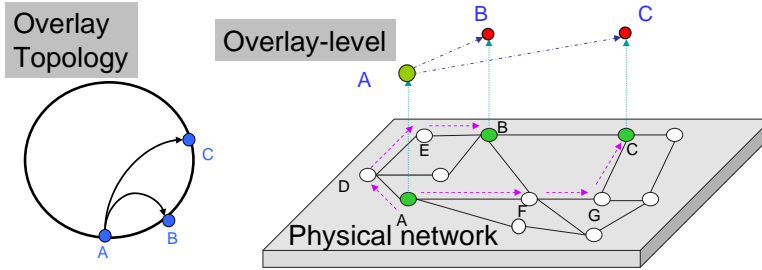 Overlay
Topology
A
B
C
Overlay-level
A
B
C
E
B
C
D
A
F
G
Physical network